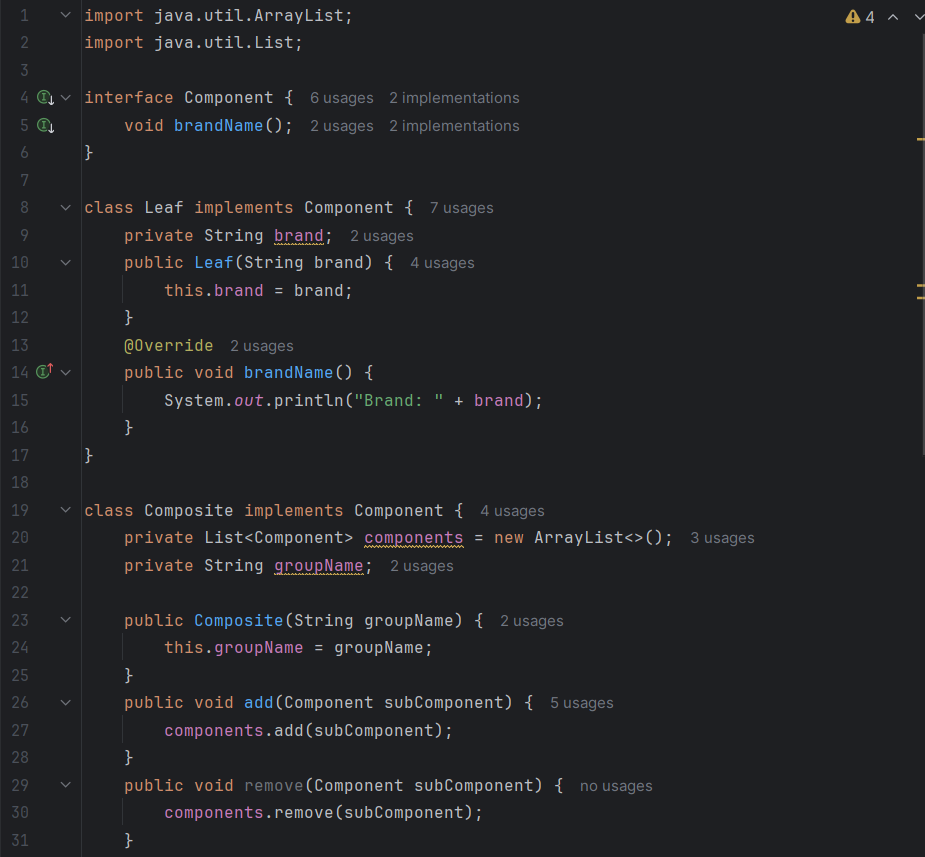 1 import java.util.ArrayList; 4
2 import java.util.List;
3
4 interface Component { 6 usages 2 implementations
5 void brandName(); 2 usages 2 implementations
6 }
7
8 class Leaf implements Component { 7 usages
9 private String brand; 2 usages
10 public Leaf(String brand) { 4 usages
11 this.brand = brand;
12 }
13 @Override 2 usages
14 public void brandName() {
15 System.out.println("Brand: " + brand);
16 }
17 }
18
19 class Composite implements Component { 4 usages
20 private List<Component> components = new ArrayList<>(); 3 usages
21 private String groupName; 2 usages
22
23 public Composite(String groupName) { 2 usages
24 this.groupName = groupName;
25 }
26 public void add(Component subComponent) { 5 usages
27 components.add(subComponent);
28 }
29 public void remove(Component subComponent) { no usages
30 components.remove(subComponent);
31 }